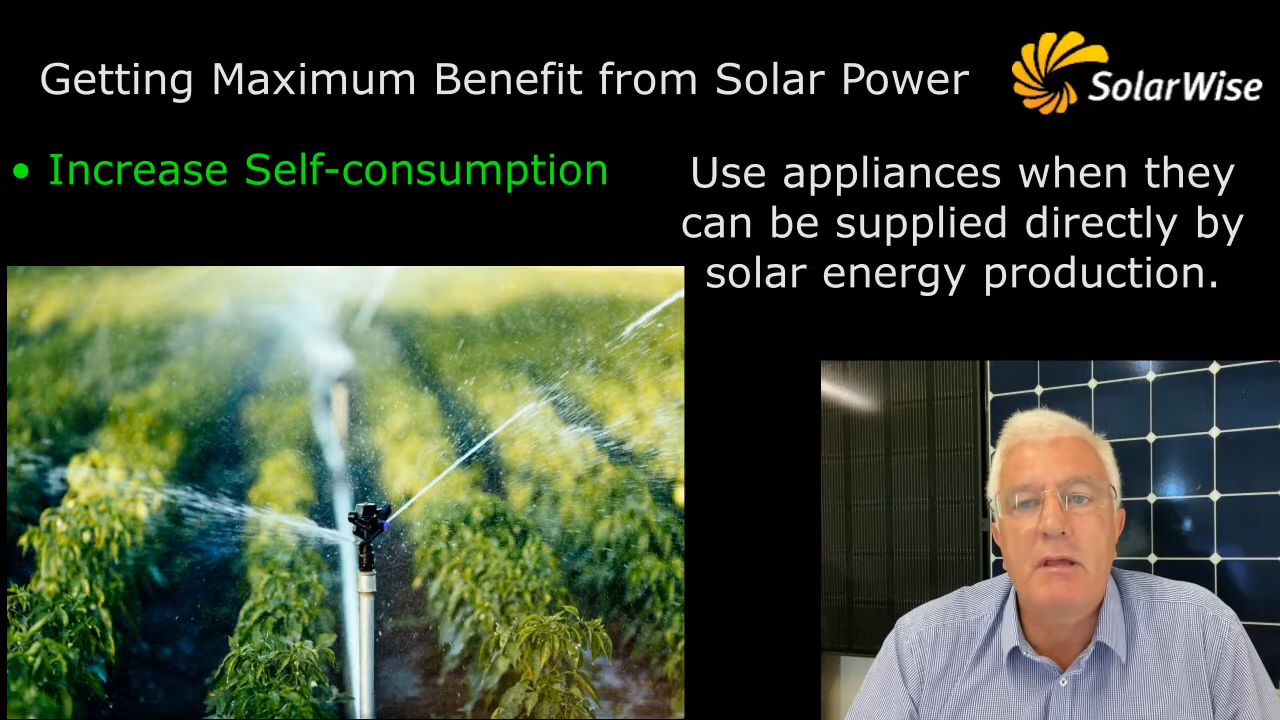 Getting Maximum Benefit from Solar Power
SolarWise
• Increase Self-consumption
Use appliances when they
can be supplied directly by
solar energy production.